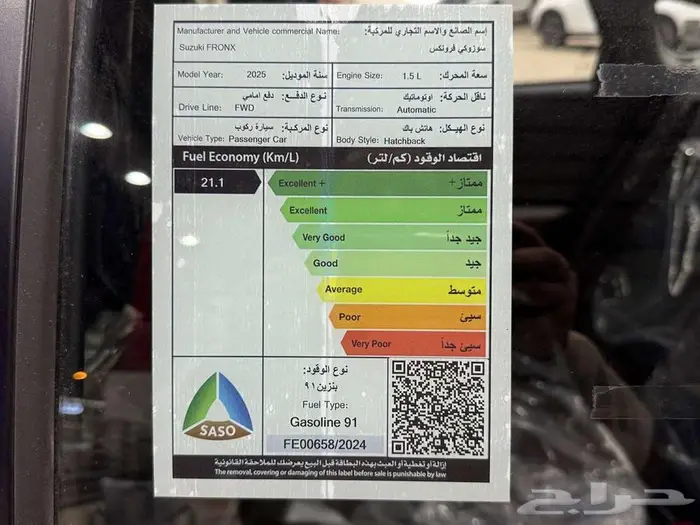 Manufacturer and Vehicle commercial Name: إسم الصانع والاسم التجاري للمركبة:
Suzuki FRONX سوزوكي فرونكس
Model Year: 2025 سنة الموديل: Engine Size: 1.5 L سعة المحرك:
دفع امامي نوع الدفع: اوتوماتيك ناقل الحركة:
Drive Line: FWD Transmission: Automatic
سيارة ركوب نوع المركبة: هاتش باك نوع الهيكل:
Vehicle Type: Passenger Car Body Style: Hatchback
Fuel Economy (Km/L) اقتصاد الوقود (كم/لتر)
21.1 Excellent + ممتاز+
Excellent ممتاز
Very Good جيد جداً
Good جيد
Average متوسط
Poor سيئ
Very Poor سيئ جداً
نوع الوقود:
بنزين ٩١
Fuel Type:
Gasoline 91
SASO
FE00658/2024
إزالة أو تغطية أو العبث بهذه البطاقة قبل البيع يعرضك للملاحقة القانونية
The removal, covering or damaging of this label before sale is punishable by law
حراج